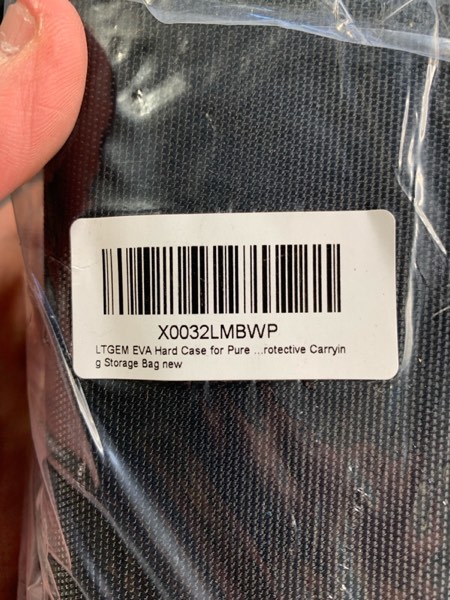 X0032LMBWP
LTGEM EVA Hard Case for Pure ...rotective Carryin
g Storage Bag new